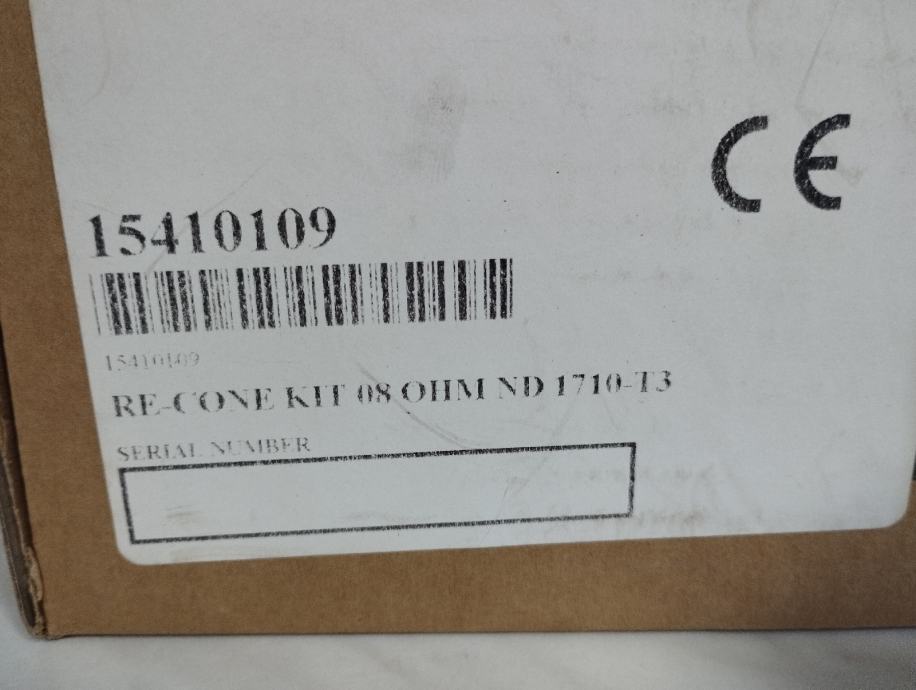 CE
15410109
15410109
RE-CONE KIT 08 OHM ND 1710-T3
SERIAL NUMBER